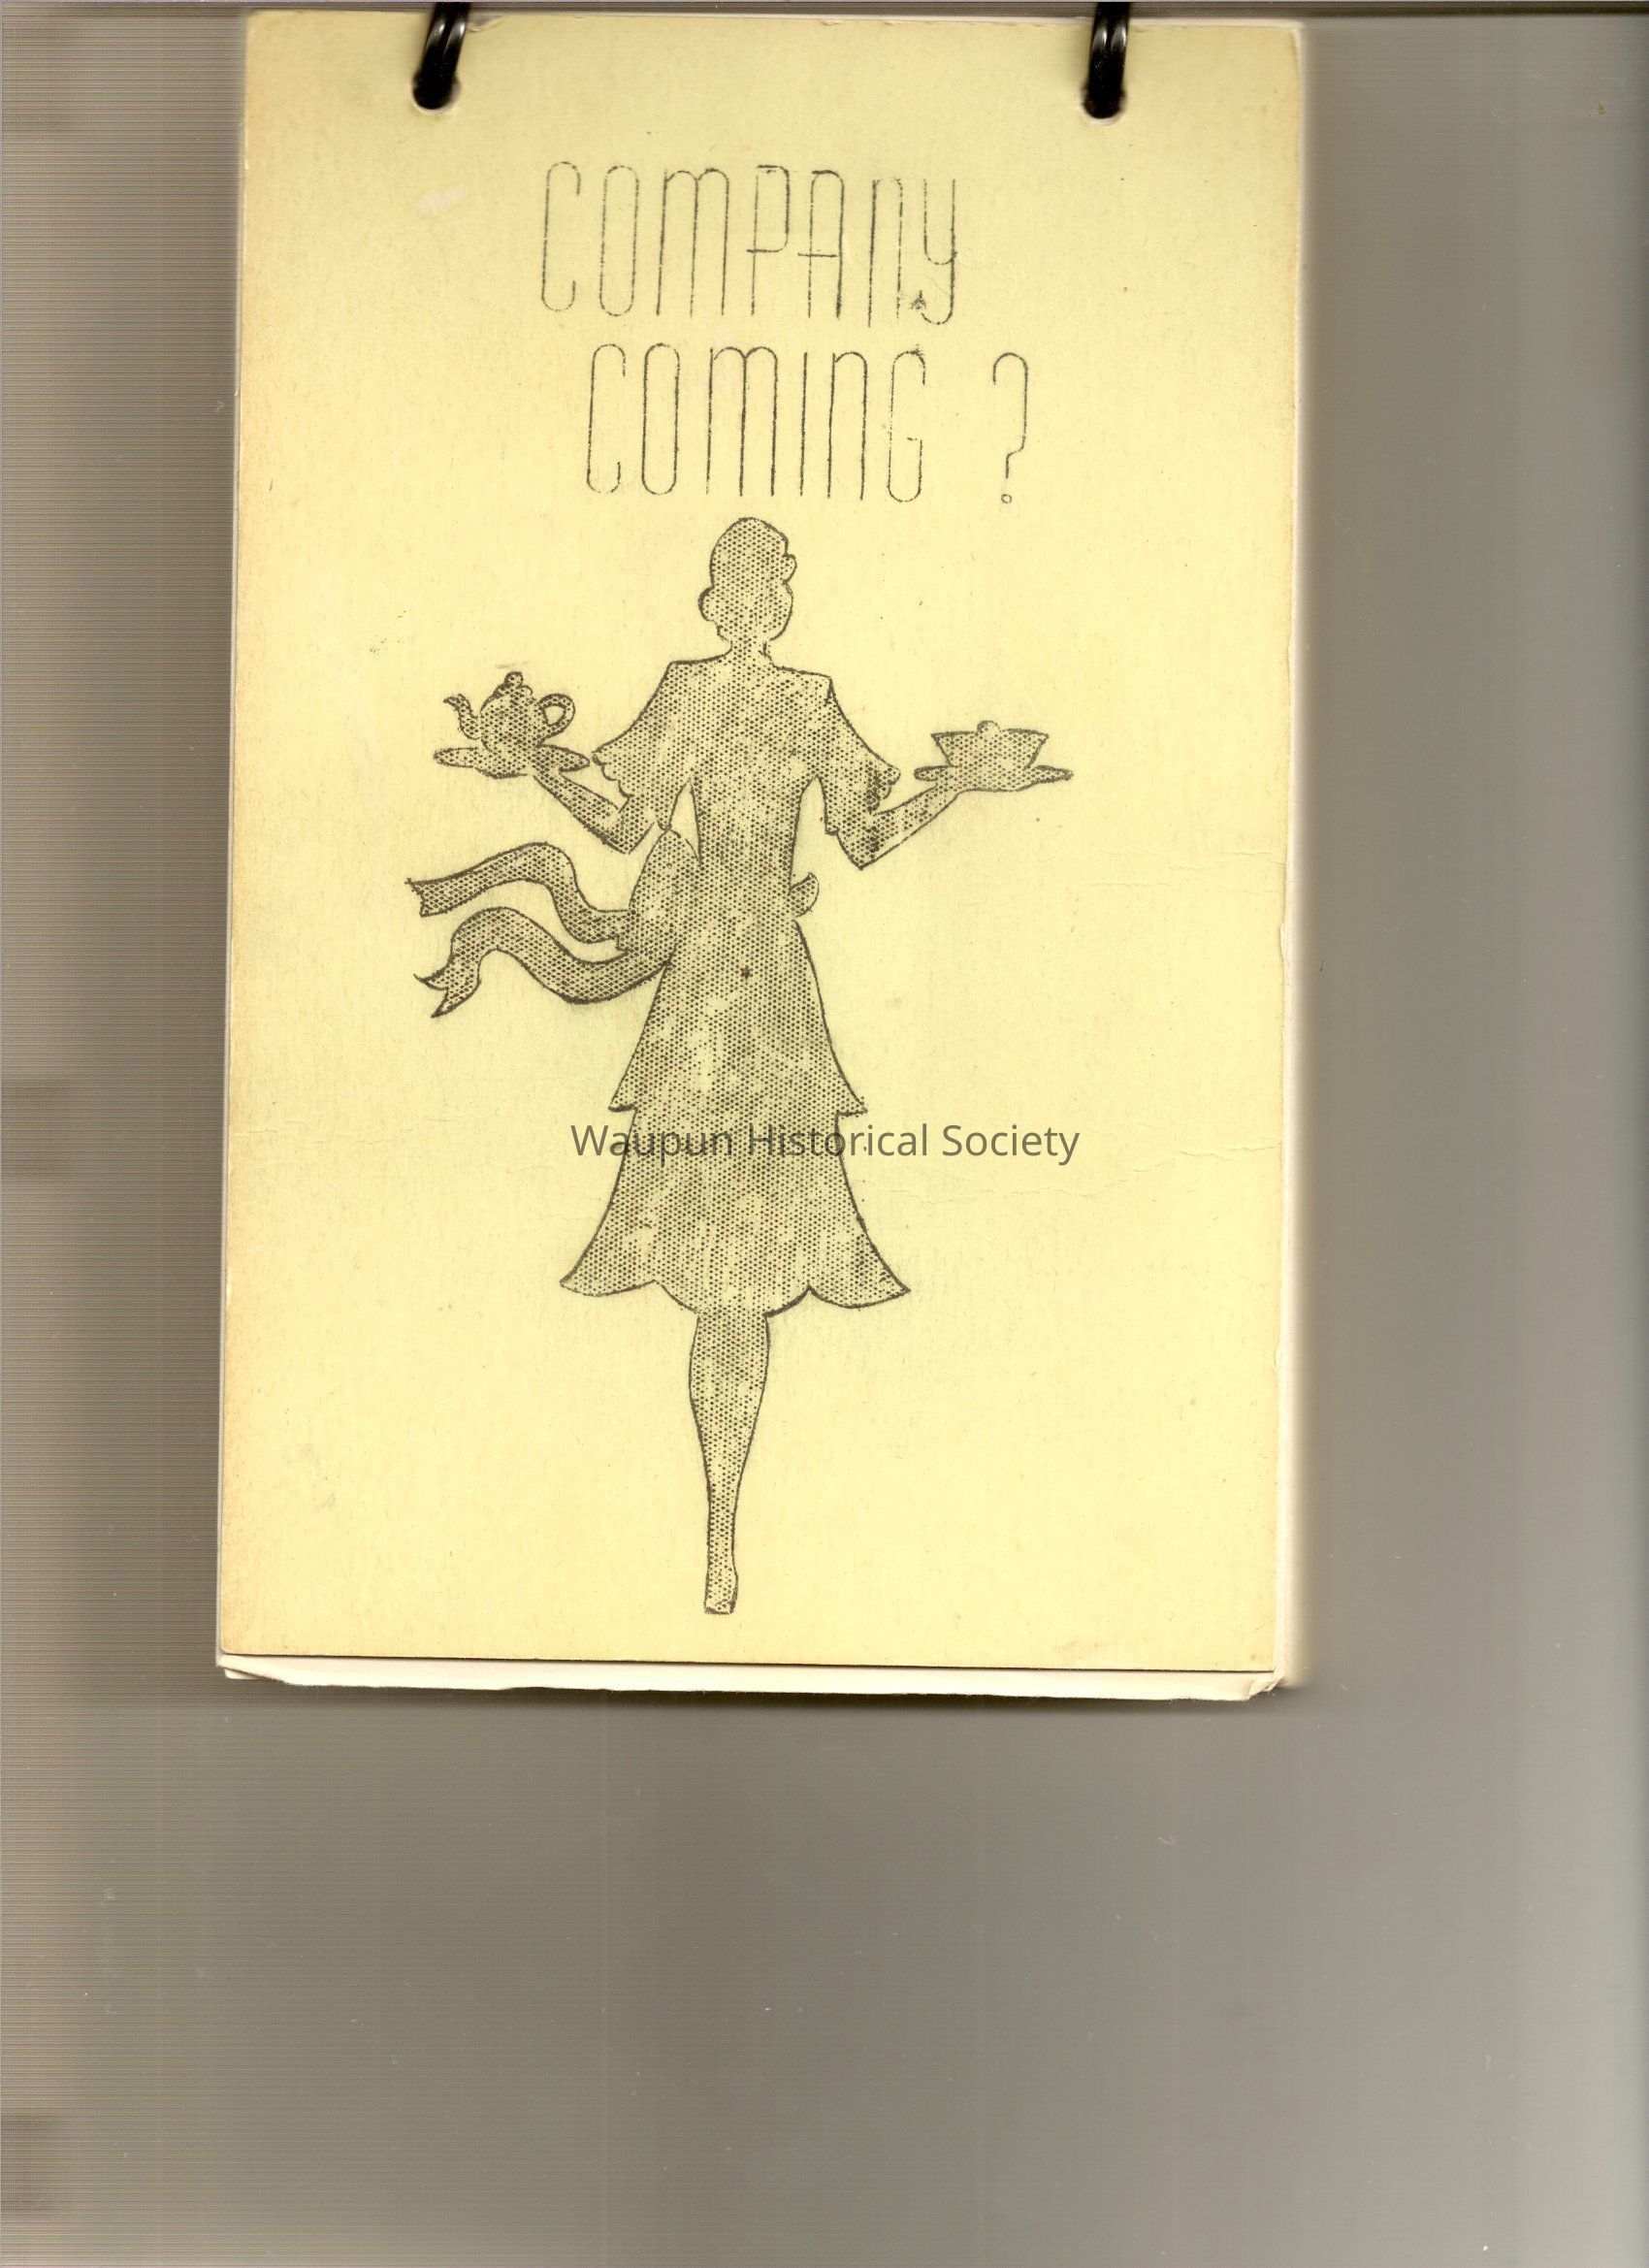 COMPANY
COMING ?
Waupun Historical Society